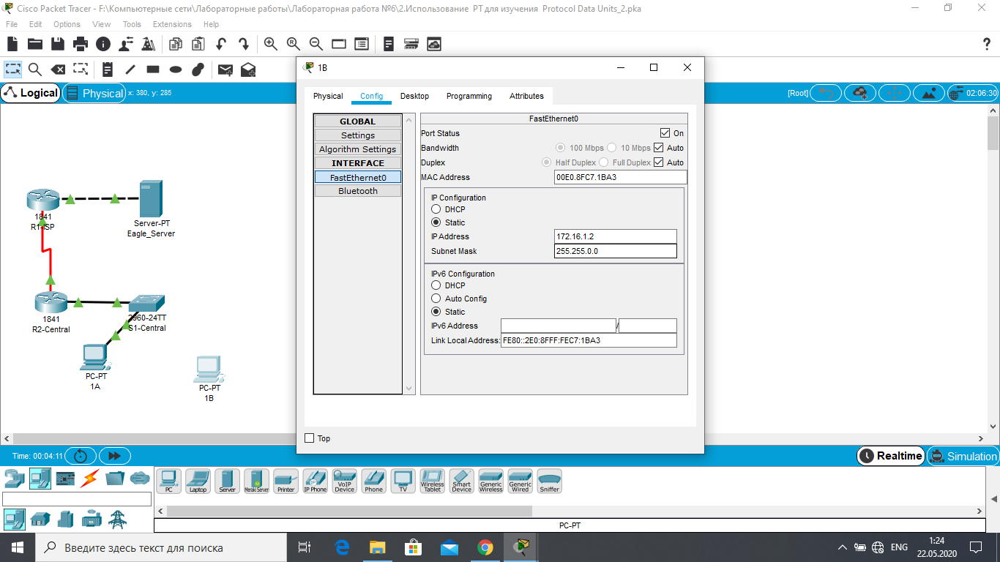 Cisco Packet Tracer - F:\Компьютерные сети\Лабораторные работы\Лабораторная работа №6\2.Использование PT для изучения Protocol Data Units_2.pka
File Edit Options View Tools Extensions Help
?
1B
Logical
Physical
x: 380, y: 285
[Root]
02:06:30
Physical Config Desktop Programming Attributes
GLOBAL
Settings
Algorithm Settings
INTERFACE
FastEthernet0
Bluetooth
FastEthernet0
Port Status On
Bandwidth 100 Mbps 10 Mbps Auto
Duplex Half Duplex Full Duplex Auto
MAC Address 00E0.8FC7.1BA3
IP Configuration
DHCP
Static
IP Address 172.16.1.2
Subnet Mask 255.255.0.0
IPv6 Configuration
DHCP
Auto Config
Static
IPv6 Address /
Link Local Address: FE80::2E0:8FFF:FEC7:1BA3
Top
1841
R1-ISP
Server-PT
Eagle_Server
1841
R2-Central
2960-24TT
S1-Central
PC-PT
1A
PC-PT
1B
Time: 00:04:11
Realtime
Simulation
PC
Laptop
Server
Meraki Server
Printer
IP Phone
VoIP Device
Phone
TV
Wireless Tablet
Smart Device
Generic Wireless
Generic Wired
Sniffer
PC-PT
Введите здесь текст для поиска
ENG
1:24
22.05.2020